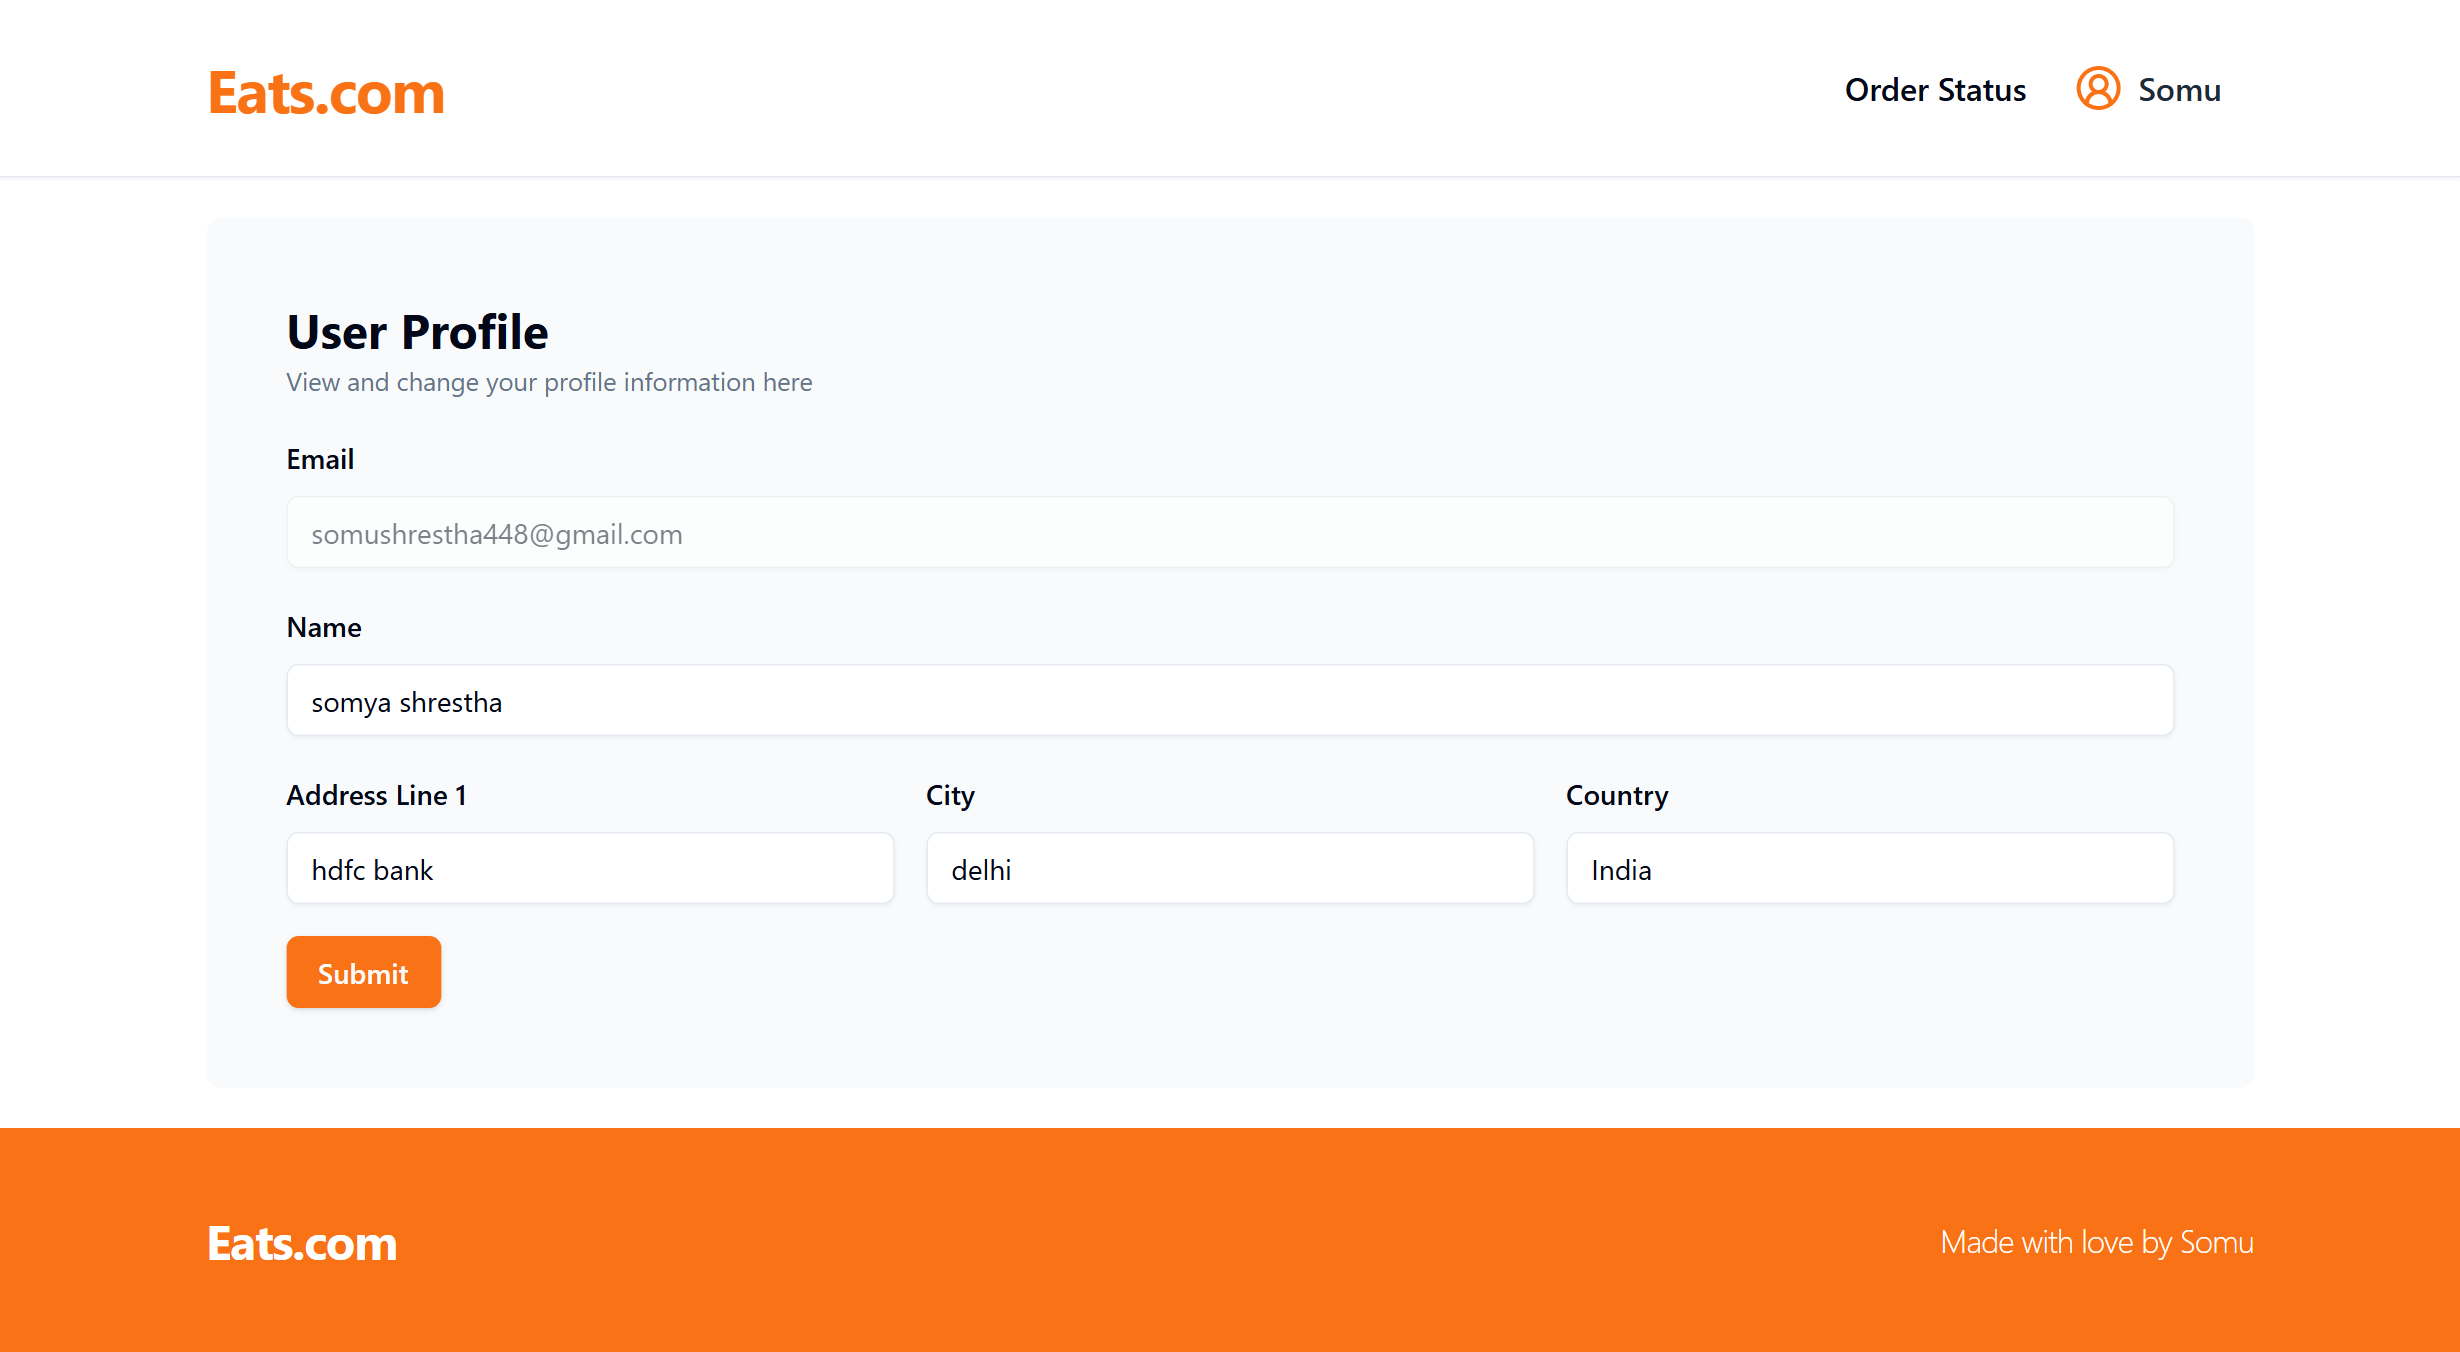 Eats.com
Order Status
Somu
User Profile
View and change your profile information here
Email
somushrestha448@gmail.com
Name
somya shrestha
Address Line 1
City
Country
hdfc bank
delhi
India
Submit
Eats.com
Made with love by Somu